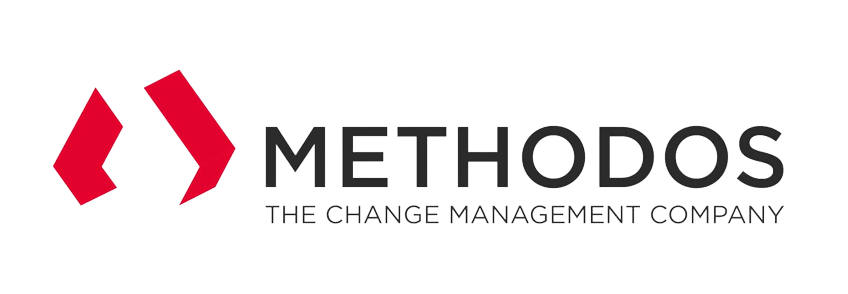 METHODOS
THE CHANGE MANAGEMENT COMPANY